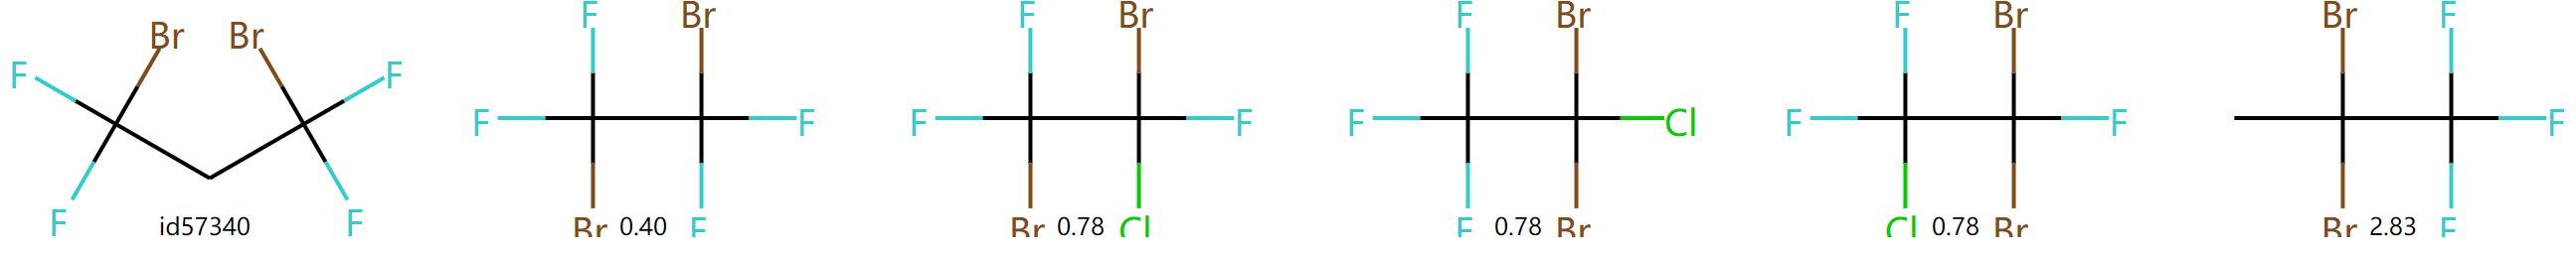 F Br Br F F F id57340
F Br F F Br F 0.40
F Br F F Br Cl 0.78
F Br F Cl F Br 0.78
F Br F F Cl Br 0.78
Br F F Br F 2.83